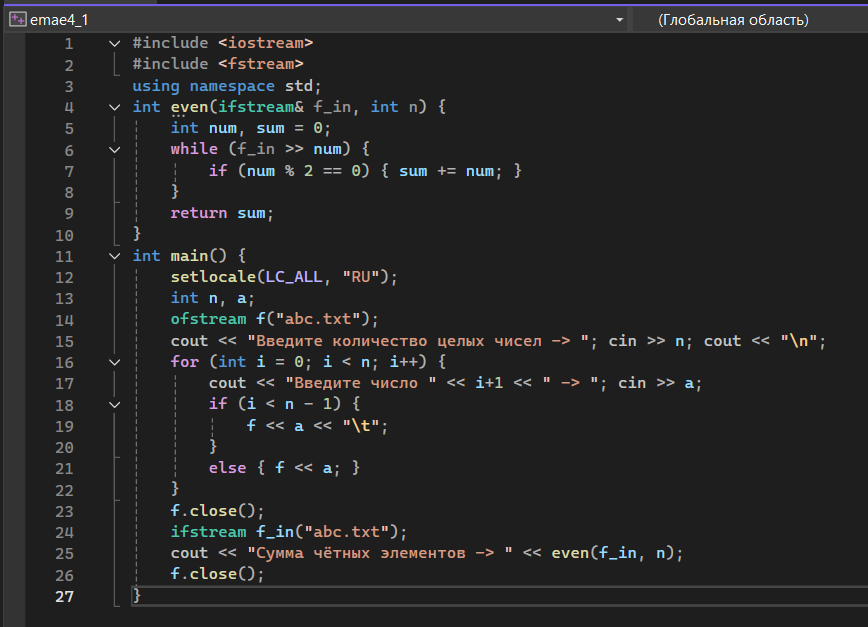 emae4_1 (Глобальная область)
1 #include <iostream>
2 #include <fstream>
3 using namespace std;
4 int even(ifstream& f_in, int n) {
5 int num, sum = 0;
6 while (f_in >> num) {
7 if (num % 2 == 0) { sum += num; }
8 }
9 return sum;
10 }
11 int main() {
12 setlocale(LC_ALL, "RU");
13 int n, a;
14 ofstream f("abc.txt");
15 cout << "Введите количество целых чисел -> "; cin >> n; cout << "\n";
16 for (int i = 0; i < n; i++) {
17 cout << "Введите число " << i+1 << " -> "; cin >> a;
18 if (i < n - 1) {
19 f << a << "\t";
20 }
21 else { f << a; }
22 }
23 f.close();
24 ifstream f_in("abc.txt");
25 cout << "Сумма чётных элементов -> " << even(f_in, n);
26 f.close();
27 }